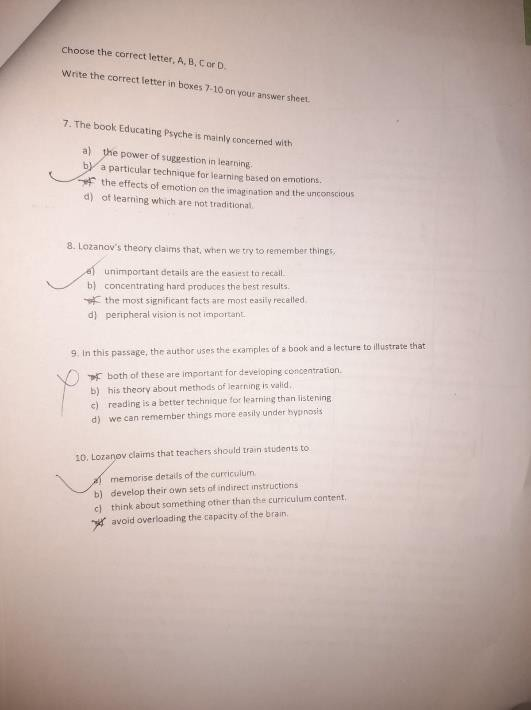 Choose the correct letter, A, B, C or D.
Write the correct letter in boxes 7-10 on your answer sheet.
7. The book Educating Psyche is mainly concerned with
a) the power of suggestion in learning.
b) a particular technique for learning based on emotions.
the effects of emotion on the imagination and the unconscious
d) of learning which are not traditional.
8. Lozanov's theory claims that, when we try to remember things,
a) unimportant details are the easiest to recall.
b) concentrating hard produces the best results.
the most significant facts are most easily recalled.
d) peripheral vision is not important.
9. In this passage, the author uses the examples of a book and a lecture to illustrate that
both of these are important for developing concentration.
b) his theory about methods of learning is valid.
c) reading is a better technique for learning than listening
d) we can remember things more easily under hypnosis
10. Lozanov claims that teachers should train students to
a) memorise details of the curriculum.
b) develop their own sets of indirect instructions
c) think about something other than the curriculum content.
avoid overloading the capacity of the brain.